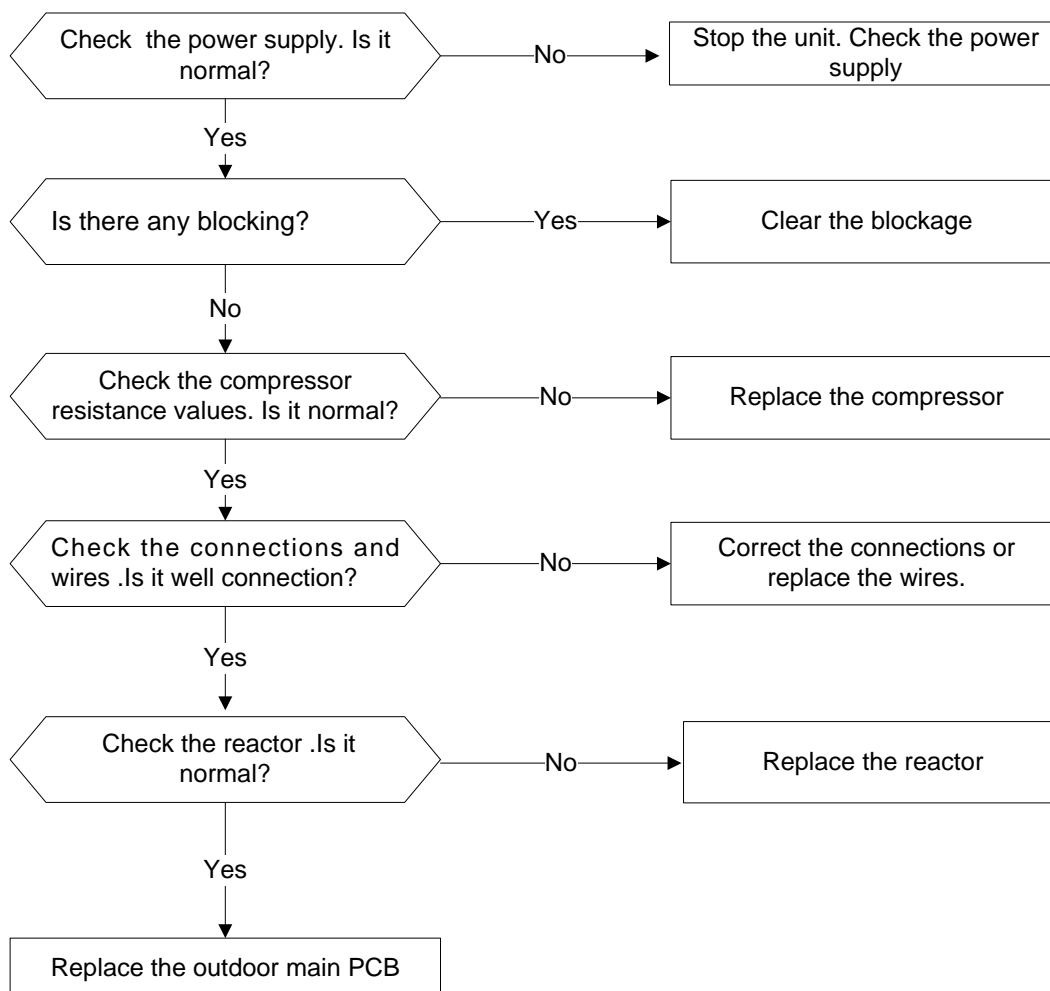 Check the power supply. Is it
normal?
No
Stop the unit. Check the power
supply
Yes
Is there any blocking?
Yes
Clear the blockage
No
Check the compressor
resistance values. Is it normal?
No
Replace the compressor
Yes
Check the connections and
wires .Is it well connection?
No
Correct the connections or
replace the wires.
Yes
Check the reactor .Is it
normal?
No
Replace the reactor
Yes
Replace the outdoor main PCB